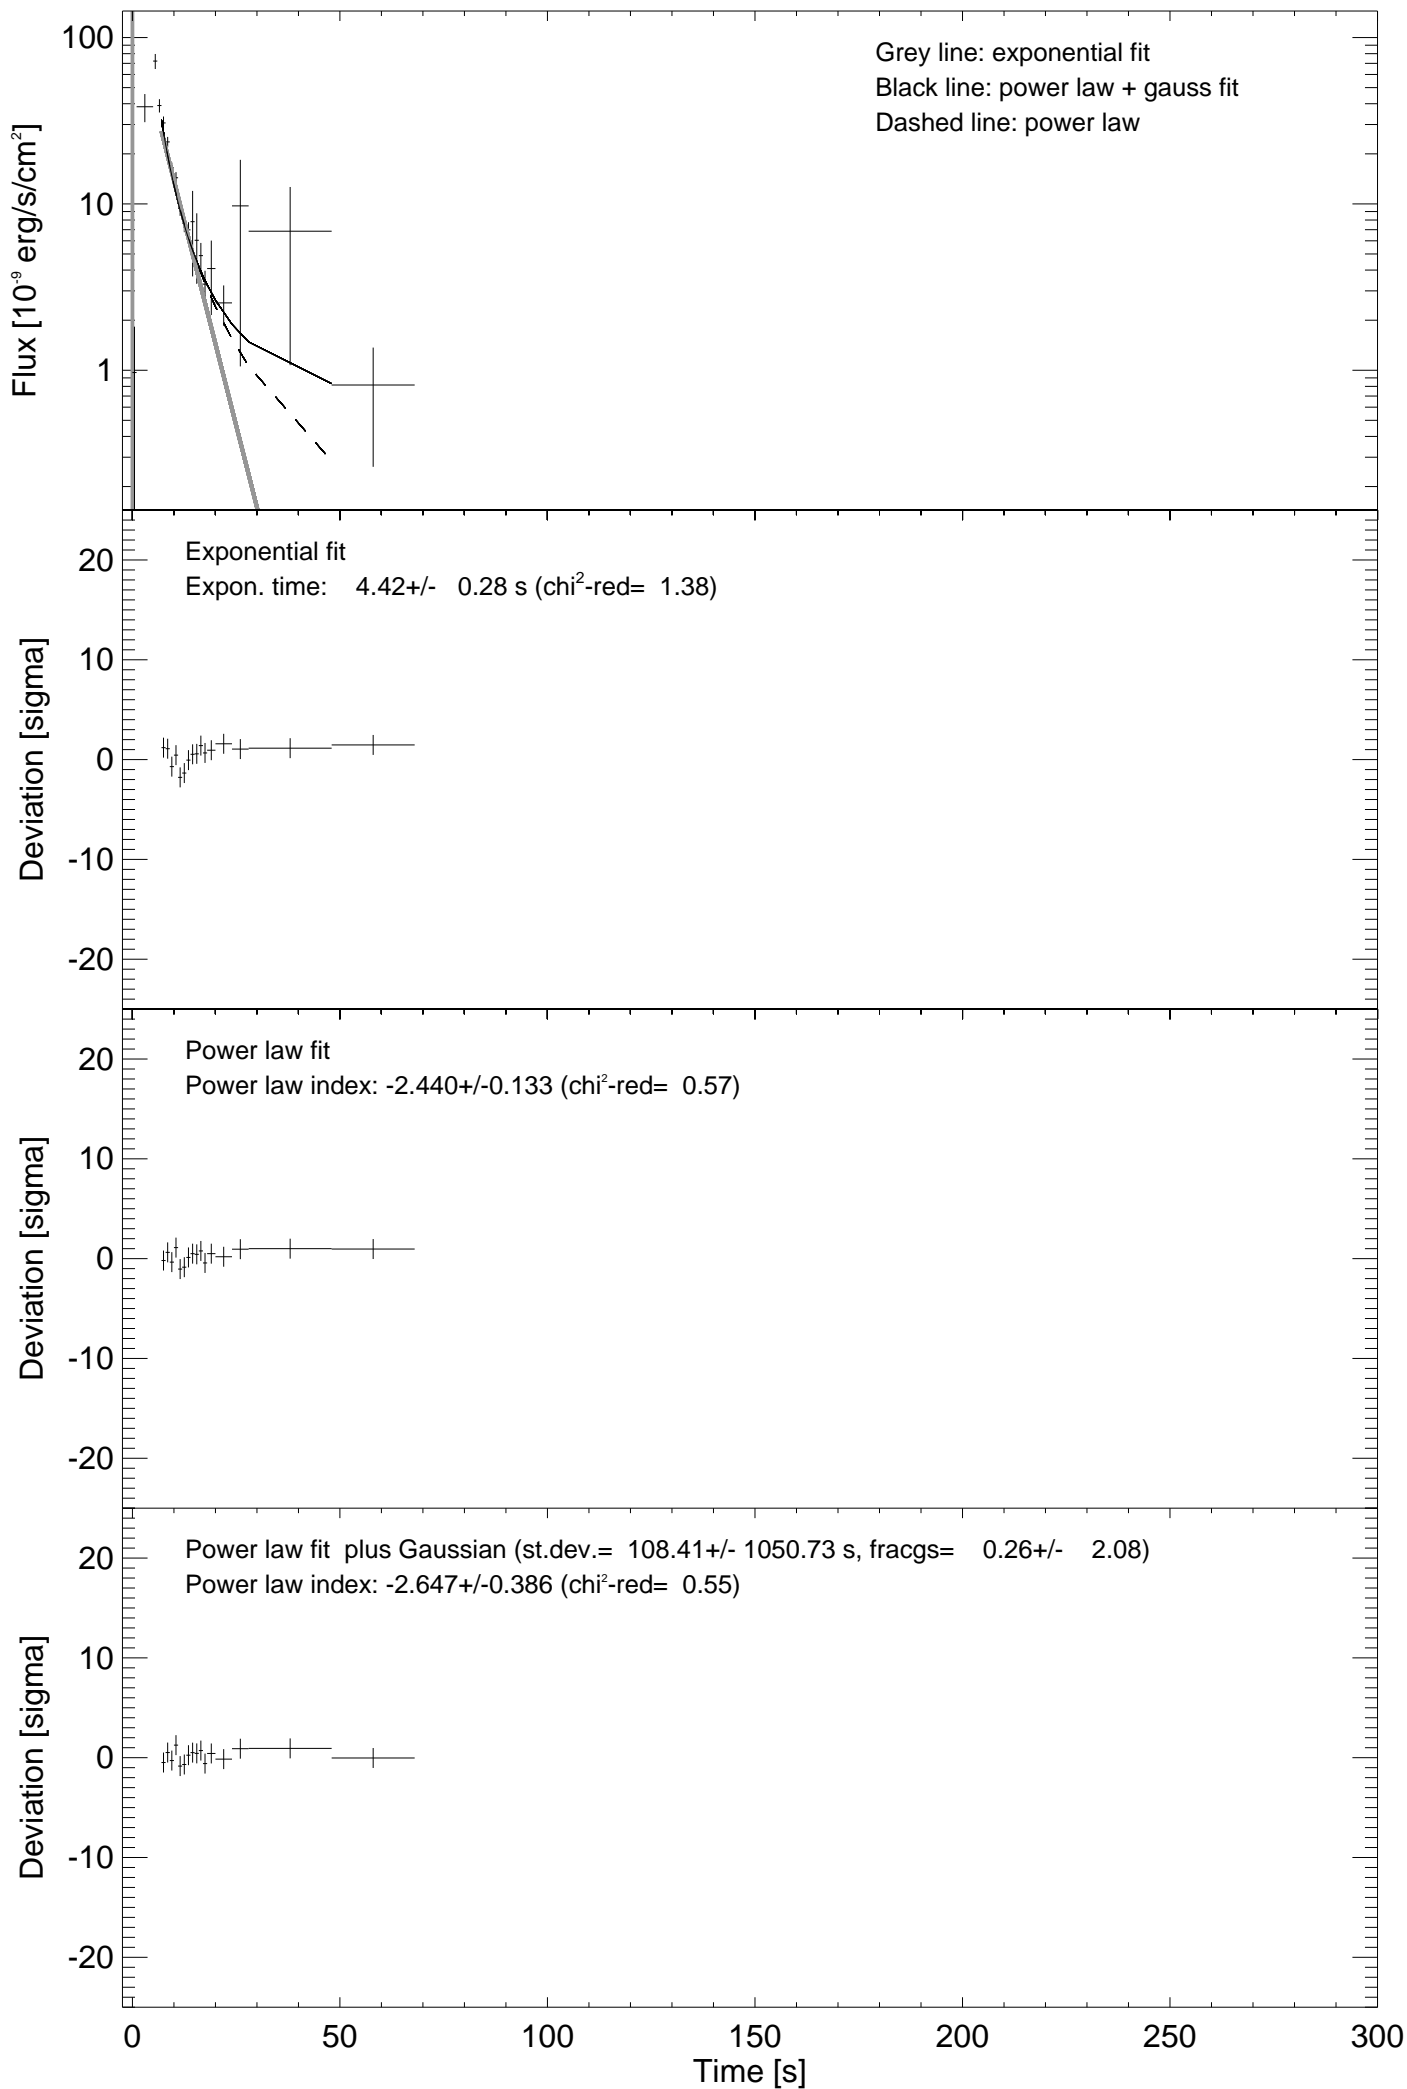 100
10
1
Flux [10⁻⁹ erg/s/cm²]
Grey line: exponential fit
Black line: power law + gauss fit
Dashed line: power law
20
10
0
-10
-20
Deviation [sigma]
Exponential fit
Expon. time: 4.42+/- 0.28 s (chi²-red= 1.38)
20
10
0
-10
-20
Deviation [sigma]
Power law fit
Power law index: -2.440+/-0.133 (chi²-red= 0.57)
20
10
0
-10
-20
Deviation [sigma]
Power law fit plus Gaussian (st.dev.= 108.41+/- 1050.73 s, fracgs= 0.26+/- 2.08)
Power law index: -2.647+/-0.386 (chi²-red= 0.55)
0 50 100 150 200 250 300
Time [s]